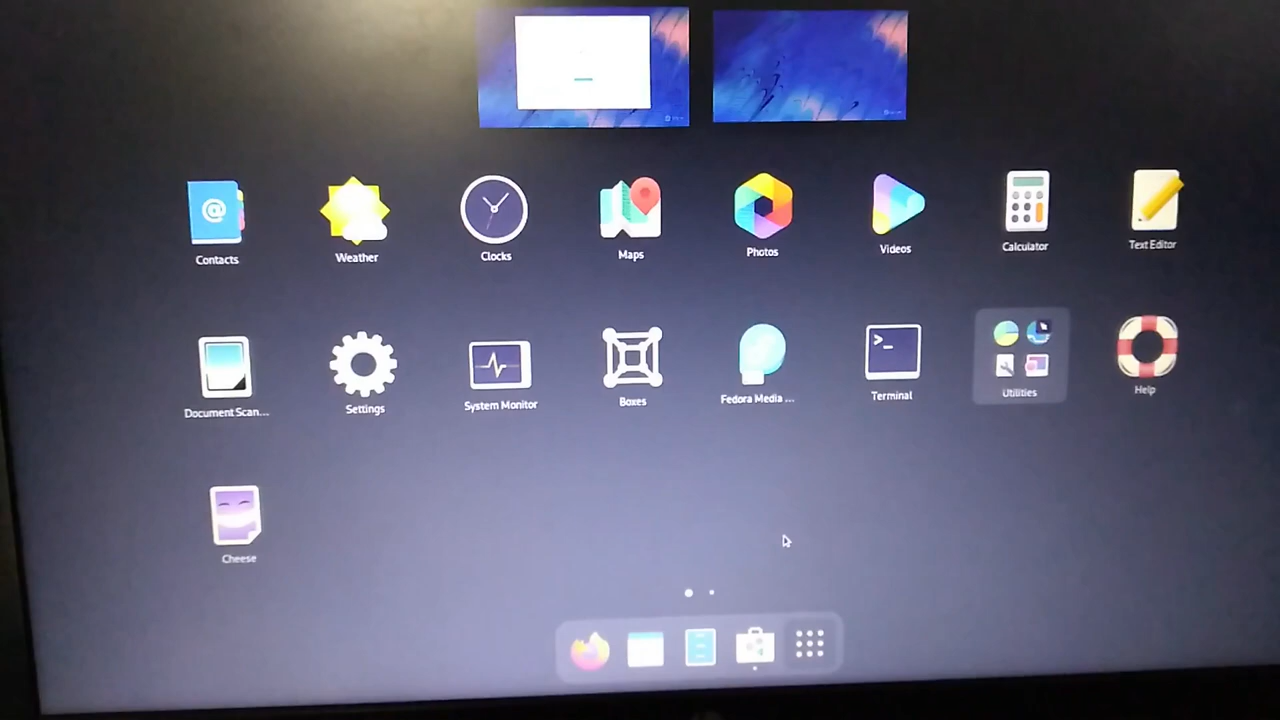 Contacts
Weather
Clocks
Maps
Photos
Videos
Calculator
Text Editor
Document Scan...
Settings
System Monitor
Boxes
Fedora Media ...
Terminal
Utilities
Help
Cheese